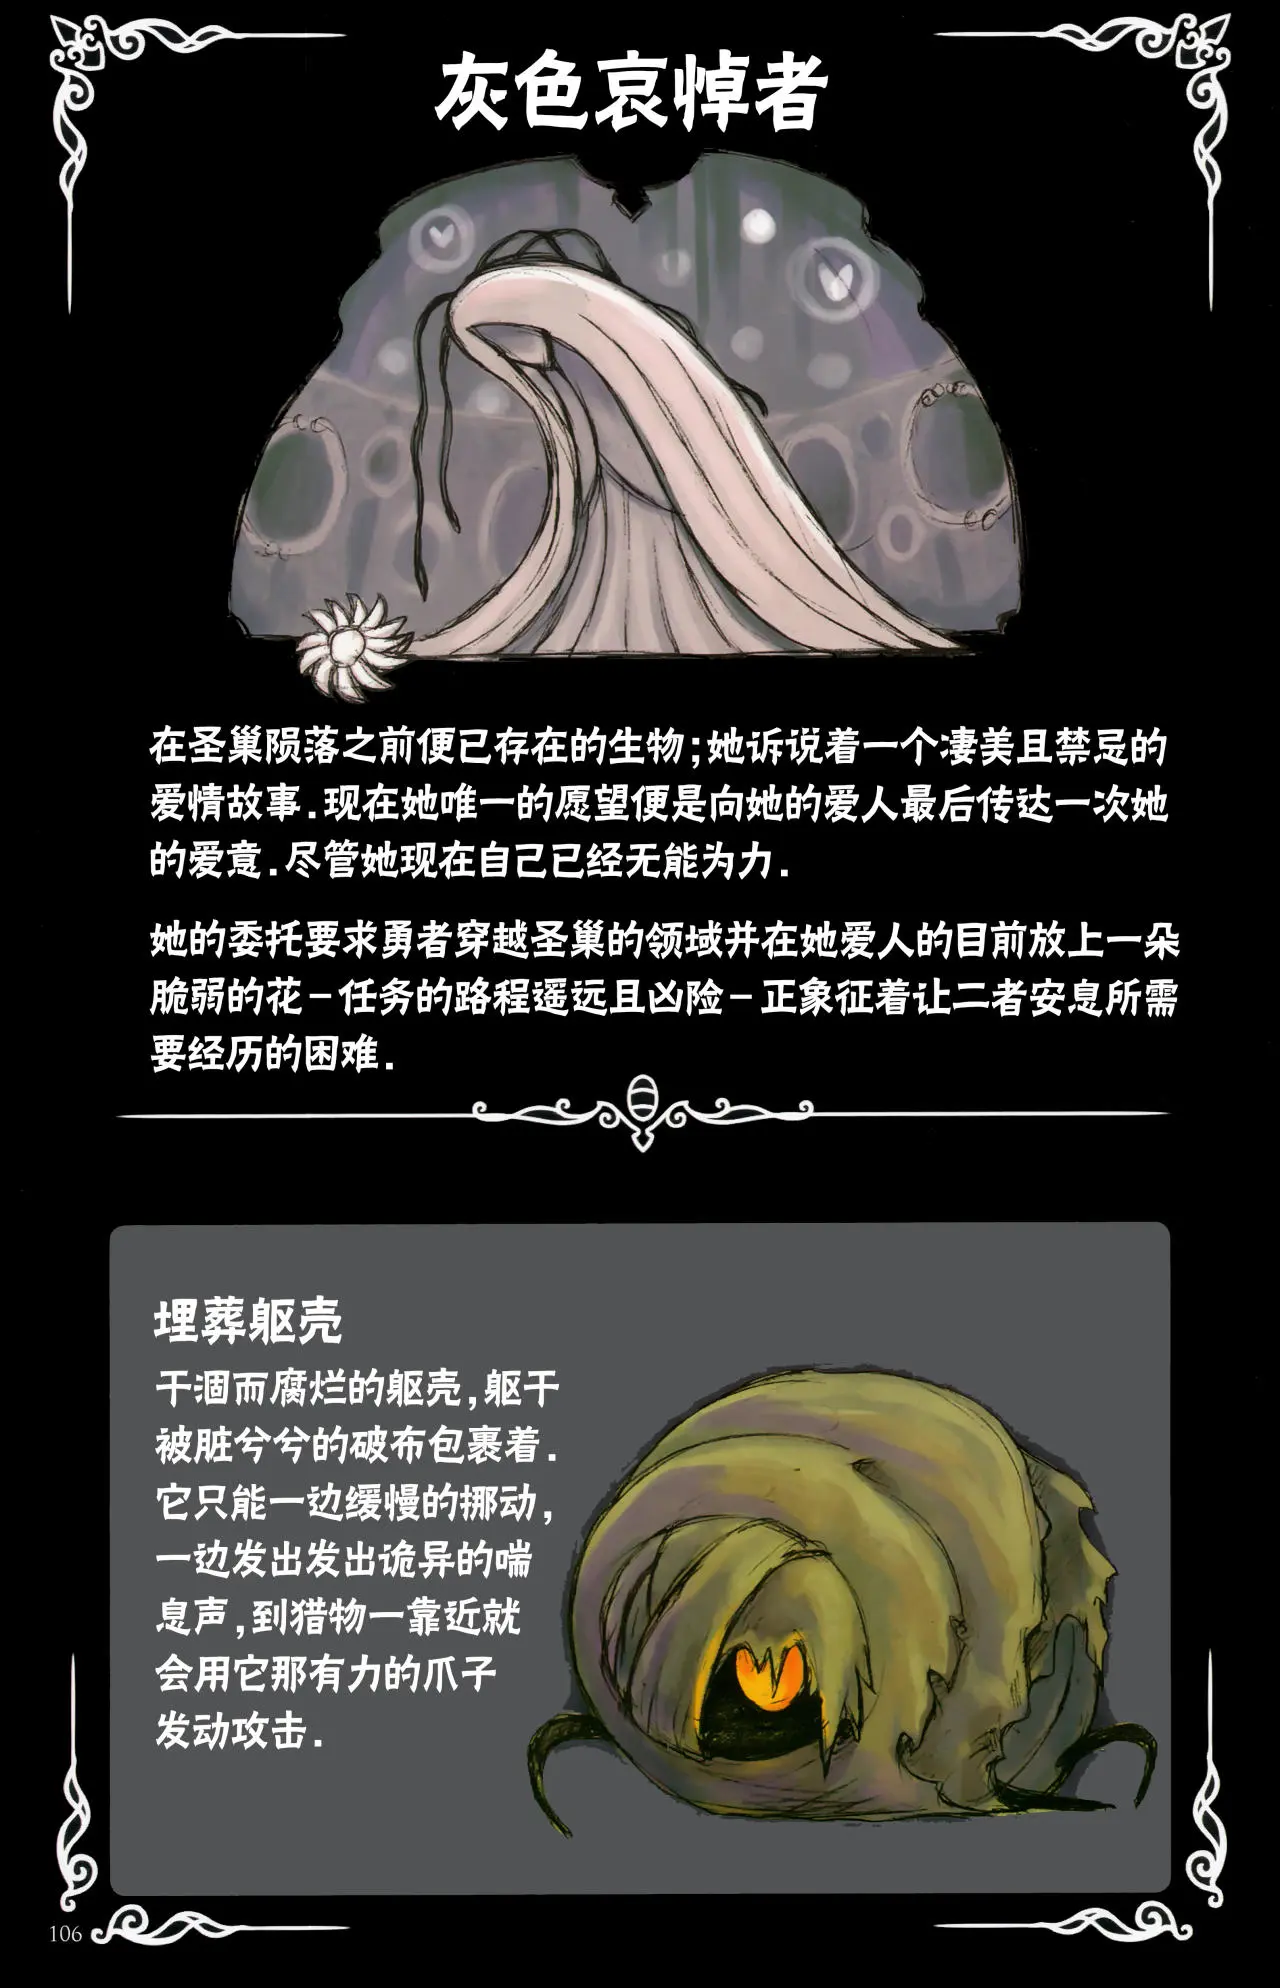 灰色哀悼者
在圣巢陨落之前便已存在的生物;她诉说着一个凄美且禁忌的
爱情故事.现在她唯一的愿望便是向她的爱人最后传达一次她
的爱意.尽管她现在自己已经无能为力.
她的委托要求勇者穿越圣巢的领域并在她爱人的目前放上一朵
脆弱的花-任务的路程遥远且凶险-正象征着让二者安息所需
要经历的困难.
埋葬躯壳
干涸而腐烂的躯壳,躯干
被脏兮兮的破布包裹着.
它只能一边缓慢的挪动,
一边发出发出诡异的喘
息声,到猎物一靠近就
会用它那有力的爪子
发动攻击.
106